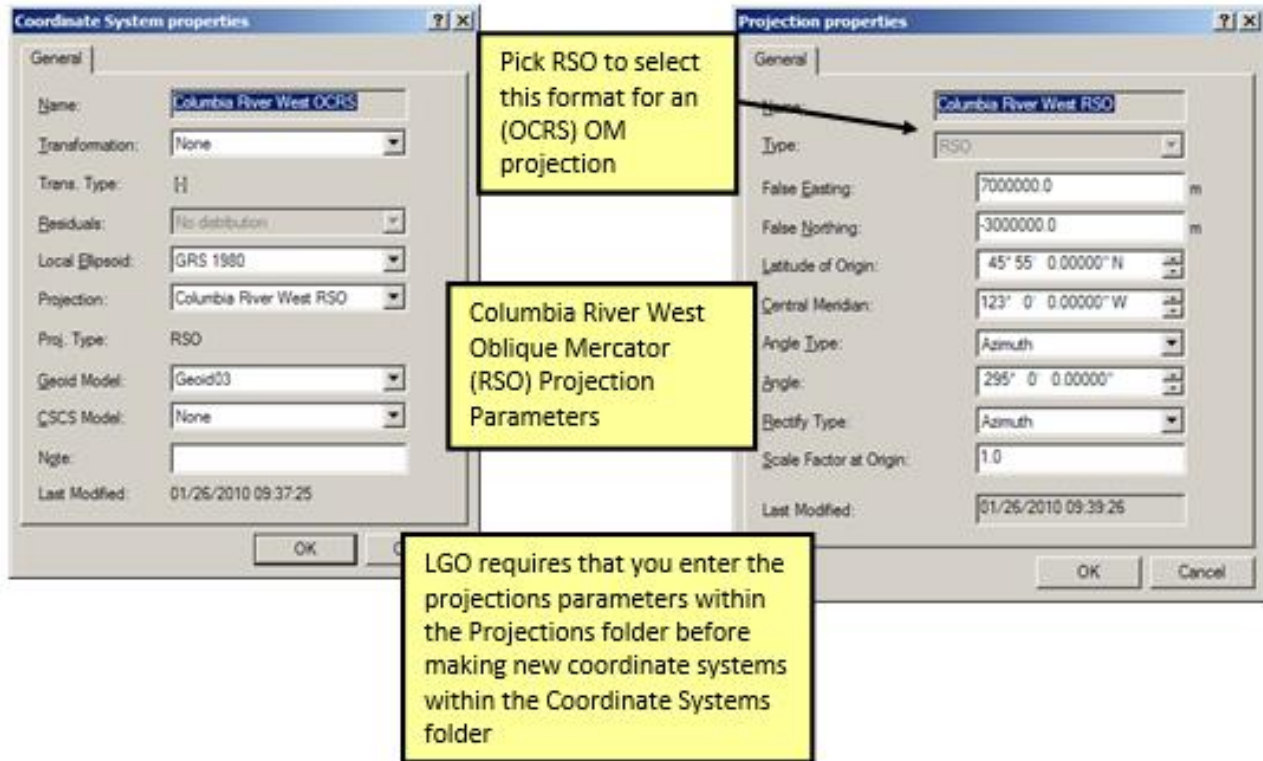 Coordinate System properties
General
Name: Columbia River West OCRS
Transformation: None
Trans. Type: [-]
Residuals: No distribution
Local Ellipsoid: GRS 1980
Projection: Columbia River West RSO
Proj. Type: RSO
Geoid Model: Geoid03
CSCS Model: None
Note:
Last Modified: 01/26/2010 09:37:25
OK
Pick RSO to select
this format for an
(OCRS) OM
projection
Columbia River West
Oblique Mercator
(RSO) Projection
Parameters
LGO requires that you enter the
projections parameters within
the Projections folder before
making new coordinate systems
within the Coordinate Systems
folder
Projection properties
General
Name: Columbia River West RSO
Type: RSO
False Easting: 7000000.0 m
False Northing: -3000000.0 m
Latitude of Origin: 45° 55' 0.00000" N
Central Meridian: 123° 0' 0.00000" W
Angle Type: Azimuth
Angle: 295° 0' 0.00000"
Rectify Type: Azimuth
Scale Factor at Origin: 1.0
Last Modified: 01/26/2010 09:39:26
OK Cancel